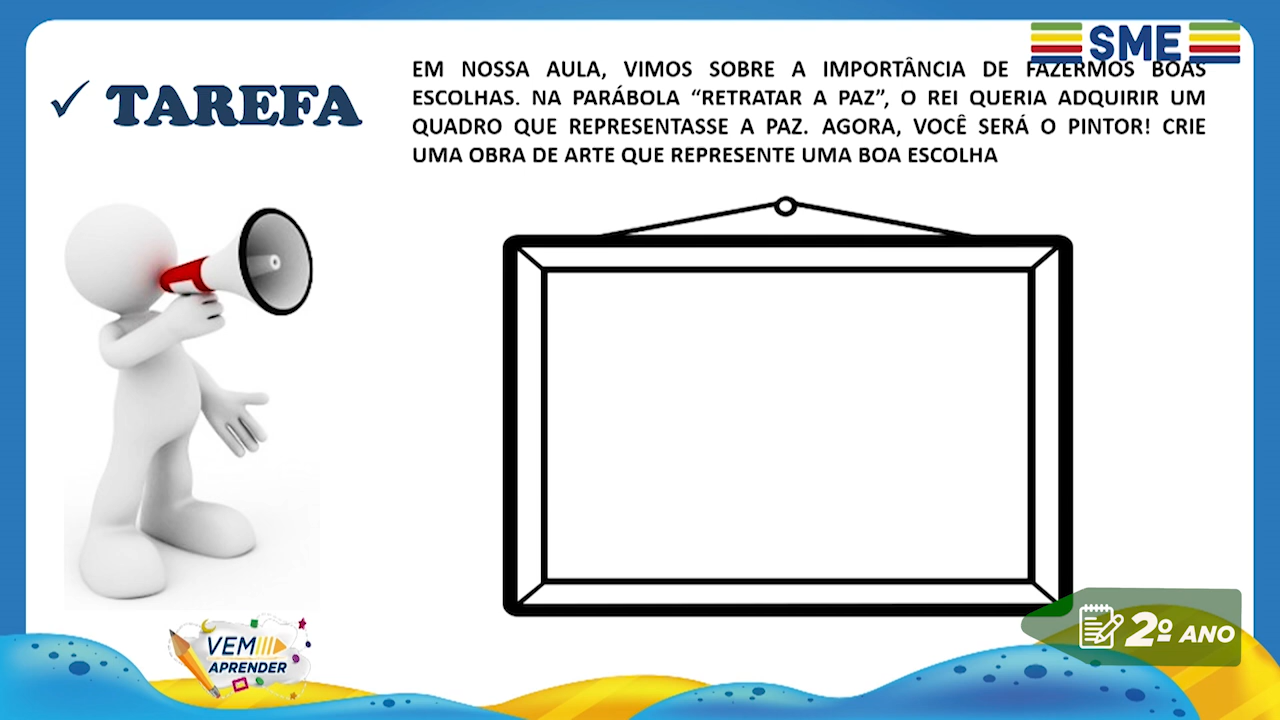 SME
TAREFA
EM NOSSA AULA, VIMOS SOBRE A IMPORTÂNCIA DE FAZERMOS BOAS
ESCOLHAS. NA PARÁBOLA “RETRATAR A PAZ”, O REI QUERIA ADQUIRIR UM
QUADRO QUE REPRESENTASSE A PAZ. AGORA, VOCÊ SERÁ O PINTOR! CRIE
UMA OBRA DE ARTE QUE REPRESENTE UMA BOA ESCOLHA
VEM
APRENDER
2º ANO